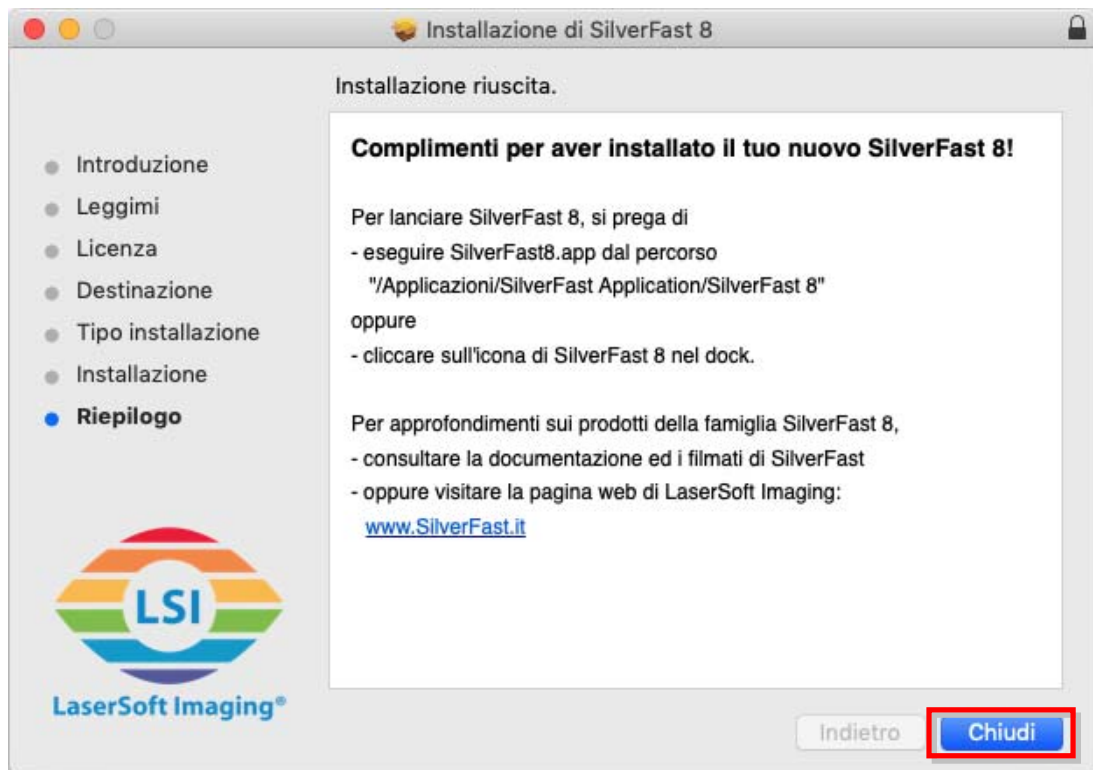 Installazione di SilverFast 8
Installazione riuscita.
Introduzione
Leggimi
Licenza
Destinazione
Tipo installazione
Installazione
Riepilogo
Complimenti per aver installato il tuo nuovo SilverFast 8!
Per lanciare SilverFast 8, si prega di
- eseguire SilverFast8.app dal percorso
"/Applicazioni/SilverFast Application/SilverFast 8"
oppure
- cliccare sull'icona di SilverFast 8 nel dock.
Per approfondimenti sui prodotti della famiglia SilverFast 8,
- consultare la documentazione ed i filmati di SilverFast
- oppure visitare la pagina web di LaserSoft Imaging:
www.SilverFast.it
LSI
LaserSoft Imaging®
Indietro
Chiudi